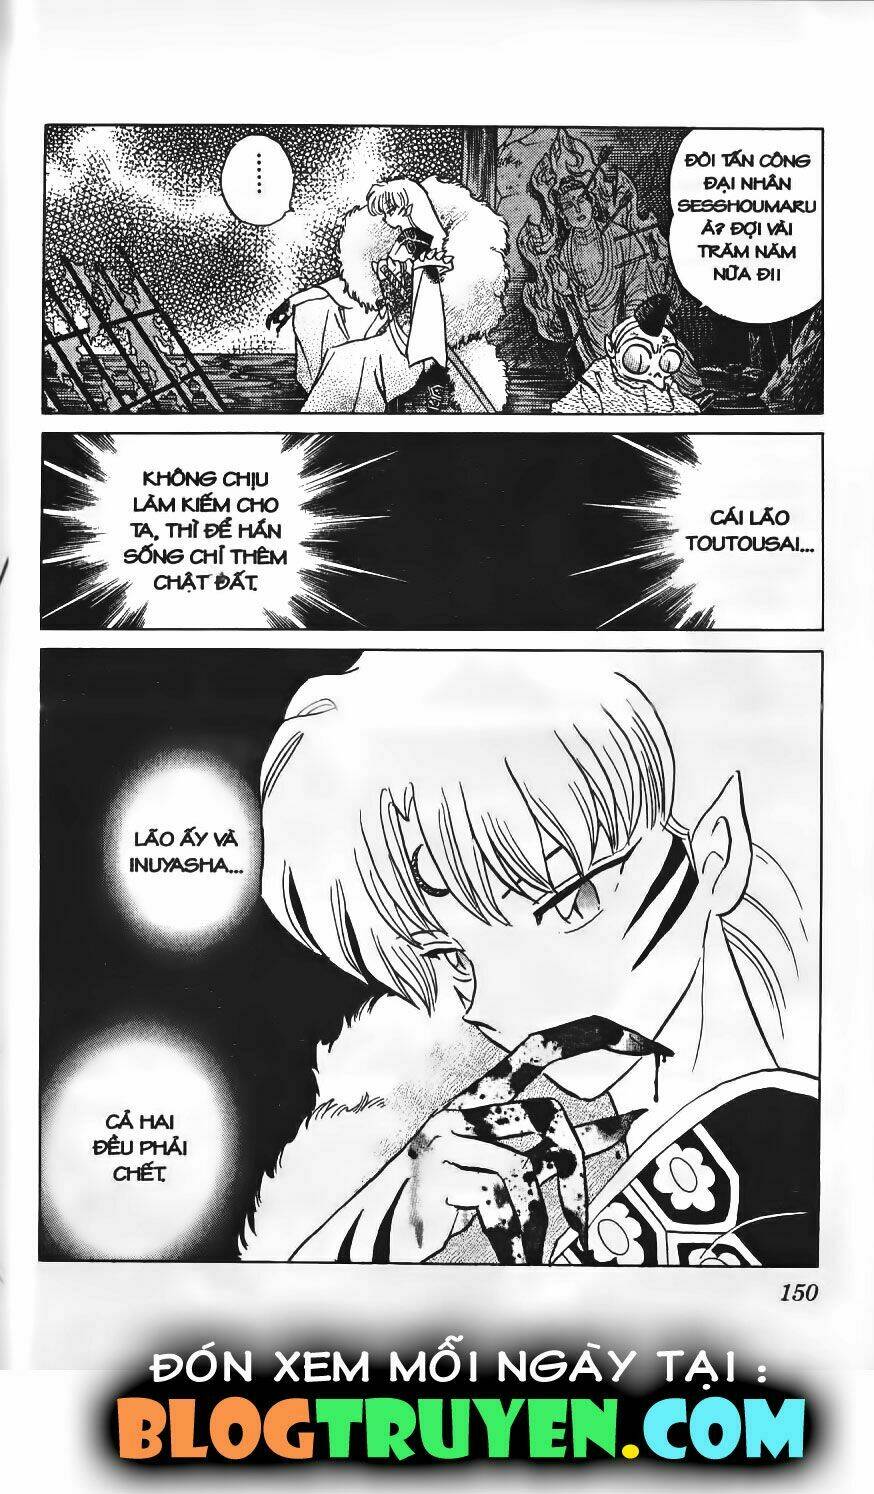 ĐÒI TẤN CÔNG
ĐẠI NHÂN
SESSHOUMARU
À? ĐỢI VÀI
TRĂM NĂM
NỮA ĐI!
.....
CÁI LÃO
TOUTOUSAI...
KHÔNG CHỊU
LÀM KIẾM CHO
TA, THÌ ĐỂ HẮN
SỐNG CHỈ THÊM
CHẬT ĐẤT.
LÃO ẤY VÀ
INUYASHA...
CẢ HAI
ĐỀU PHẢI
CHẾT.
150
ĐÓN XEM MỖI NGÀY TẠI :
BLOGTRUYEN.COM